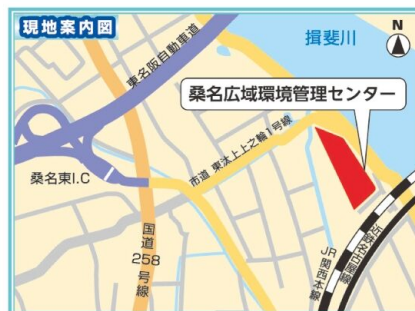 現地案内図
揖斐川
N
東名阪自動車道
桑名広域環境管理センター
市道 東汰上上之輪1号線
桑名東I.C
国道
258
号線
JR関西本線
近鉄名古屋線